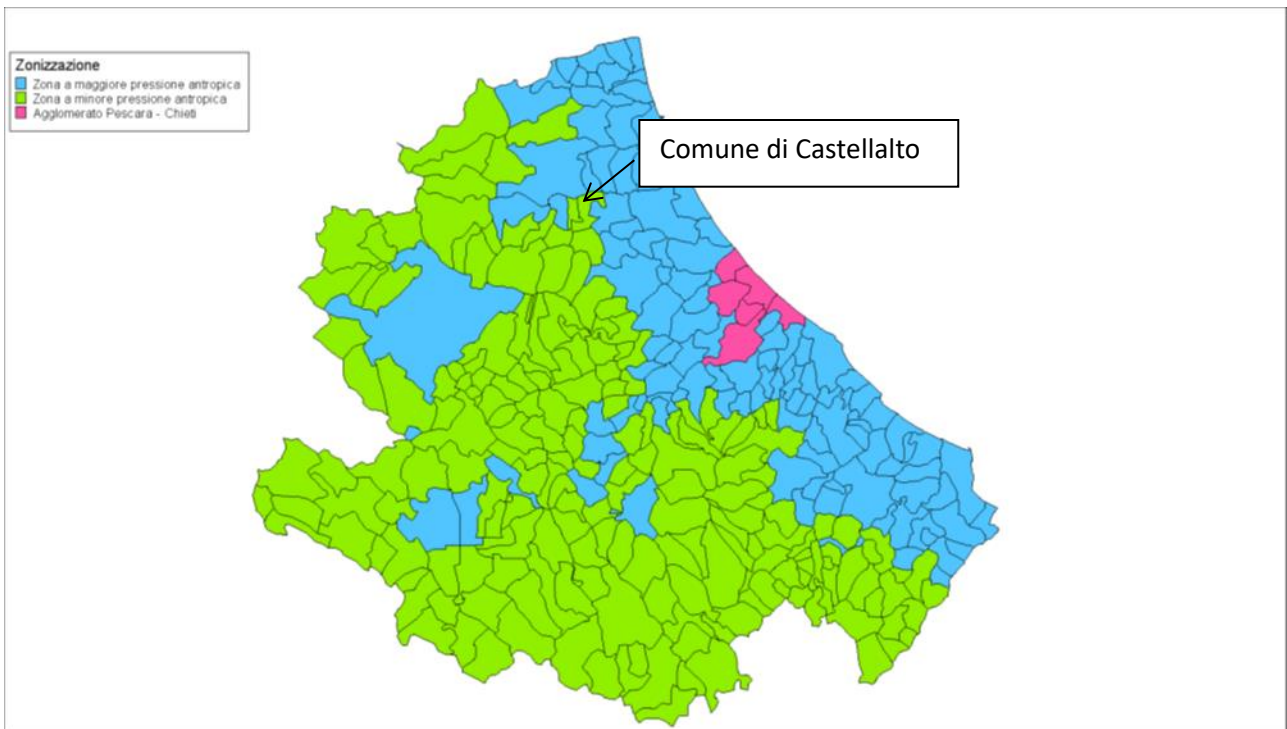 Zonizzazione
Zona a maggiore pressione antropica
Zona a minore pressione antropica
Agglomerato Pescara - Chieti
Comune di Castellalto